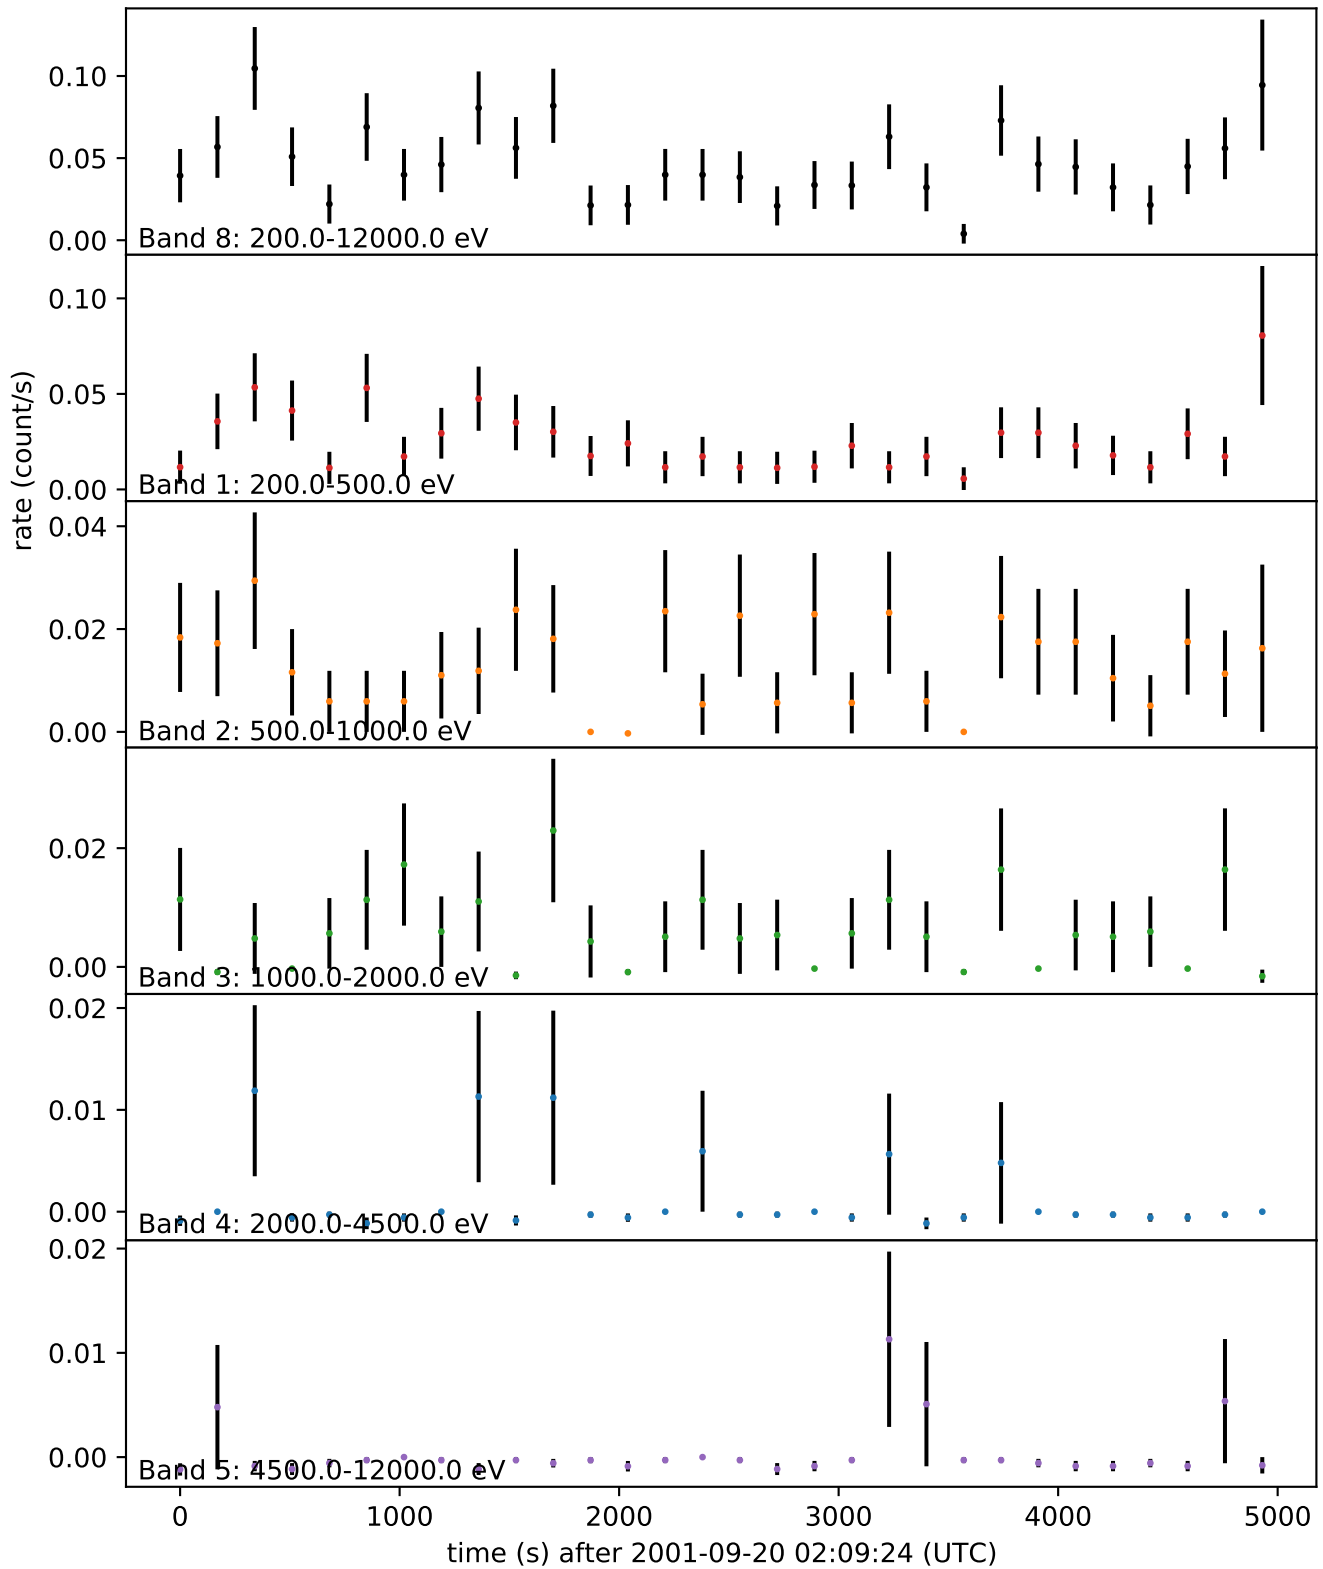 0.10
0.05
0.00
Band 8: 200.0-12000.0 eV
0.10
0.05
0.00
Band 1: 200.0-500.0 eV
rate (count/s)
0.04
0.02
0.00
Band 2: 500.0-1000.0 eV
0.02
0.00
Band 3: 1000.0-2000.0 eV
0.02
0.01
0.00
Band 4: 2000.0-4500.0 eV
0.02
0.01
0.00
Band 5: 4500.0-12000.0 eV
0 1000 2000 3000 4000 5000
time (s) after 2001-09-20 02:09:24 (UTC)